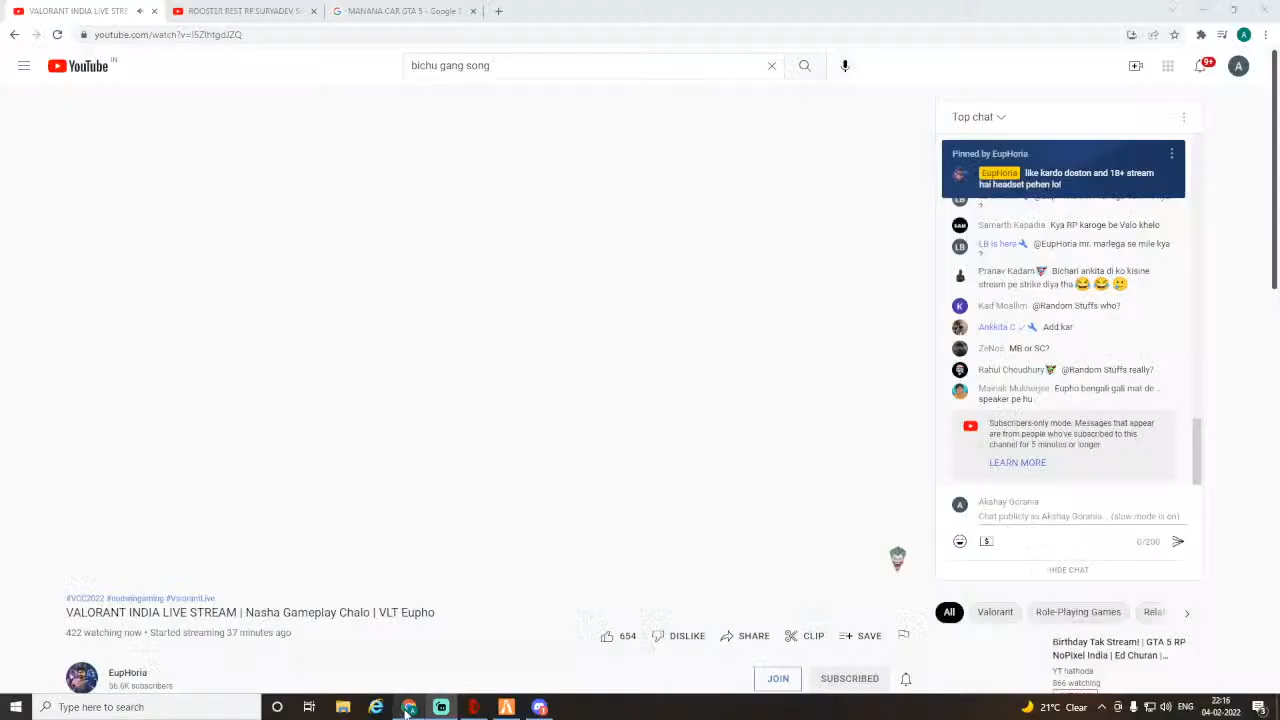 VALORANT INDIA LIVE STRE
ROOSTER REST RP SURYADEV S
MANANA CAR GTA 5 - Google S
youtube.com/watch?v=I5ZIhtgdJZQ
YouTube IN
bichu gang song
9+
A
Top chat
Pinned by EupHoria
EupHoria like kardo doston and 18+ stream
hai headset pehen lo!
?
Samarth Kapadia Kya RP karoge be Valo khelo
LB is here @EupHoria mr. marlega se mile kya
?
Pranav Kadam Bichari ankita di ko kisine
stream pe strike diya tha😂😂🥲
Kaif Moallim @Random Stuffs who?
Ankkita C Add kar
ZeNos MB or SC?
Rahul Choudhury @Random Stuffs really?
Mainak Mukherjee Eupho bengali gali mat de ..
speaker pe hu
Subscribers-only mode. Messages that appear
are from people who've subscribed to this
channel for 5 minutes or longer.
LEARN MORE
Akshay Gorania
Chat publicly as Akshay Gorania... (slow mode is on)
0/200
HIDE CHAT
#VCC2022 #nodwingaming #ValorantLive
VALORANT INDIA LIVE STREAM | Nasha Gameplay Chalo | VLT Eupho
422 watching now • Started streaming 37 minutes ago
654 DISLIKE SHARE CLIP SAVE
EupHoria
56.6K subscribers
JOIN SUBSCRIBED
All Valorant Role-Playing Games Relat
Birthday Tak Stream! | GTA 5 RP
NoPixel India | Ed Churan |...
YT hathoda
866 watching
Type here to search
21°C Clear
22:16
04-02-2022